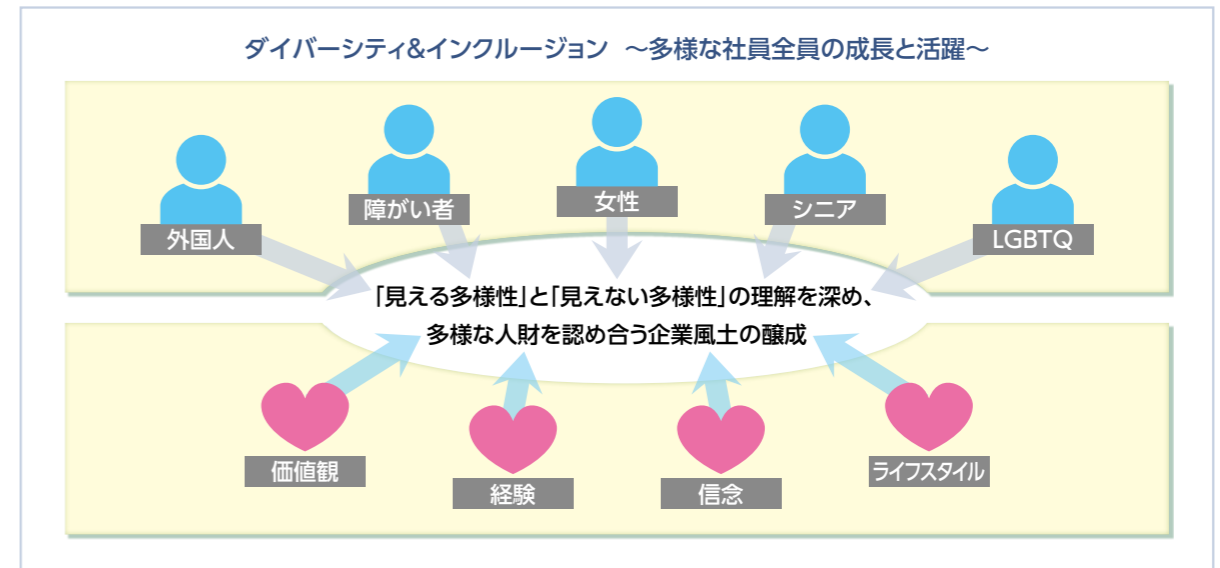 ダイバーシティ&インクルージョン ～多様な社員全員の成長と活躍～
外国人
障がい者
女性
シニア
LGBTQ
「見える多様性」と「見えない多様性」の理解を深め、
多様な人財を認め合う企業風土の醸成
価値観
経験
信念
ライフスタイル